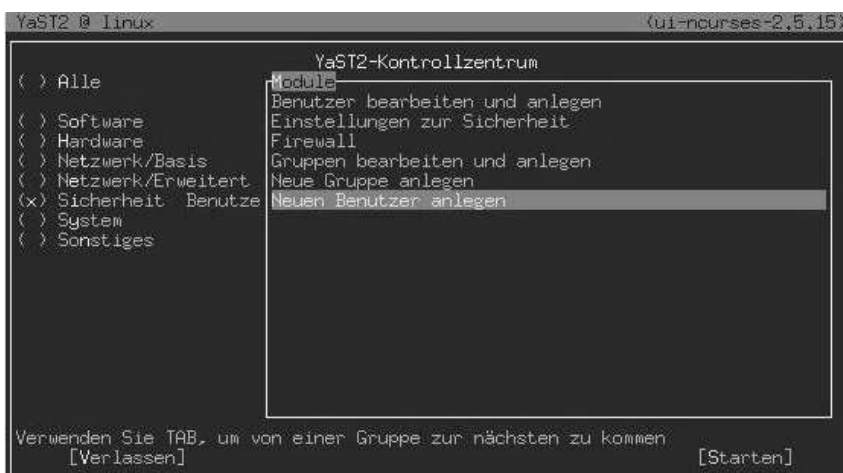 YaST2 @ linux (ui-ncurses-2.5.15)
YaST2-Kontrollzentrum
( ) Alle
( ) Software
( ) Hardware
( ) Netzwerk/Basis
( ) Netzwerk/Erweitert
(x) Sicherheit Benutze
( ) System
( ) Sonstiges
Module
Benutzer bearbeiten und anlegen
Einstellungen zur Sicherheit
Firewall
Gruppen bearbeiten und anlegen
Neue Gruppe anlegen
Neuen Benutzer anlegen
Verwenden Sie TAB, um von einer Gruppe zur nächsten zu kommen
[Verlassen] [Starten]